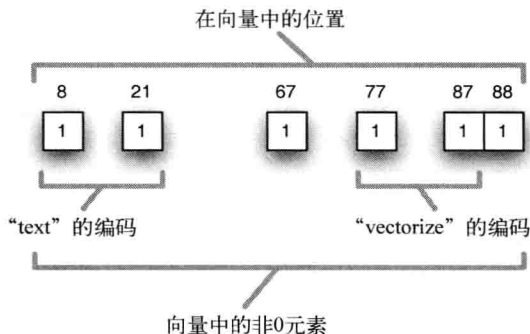 在向量中的位置
8 21 67 77 87 88
1 1 1 1 1 1
“text”的编码 “vectorize”的编码
向量中的非0元素